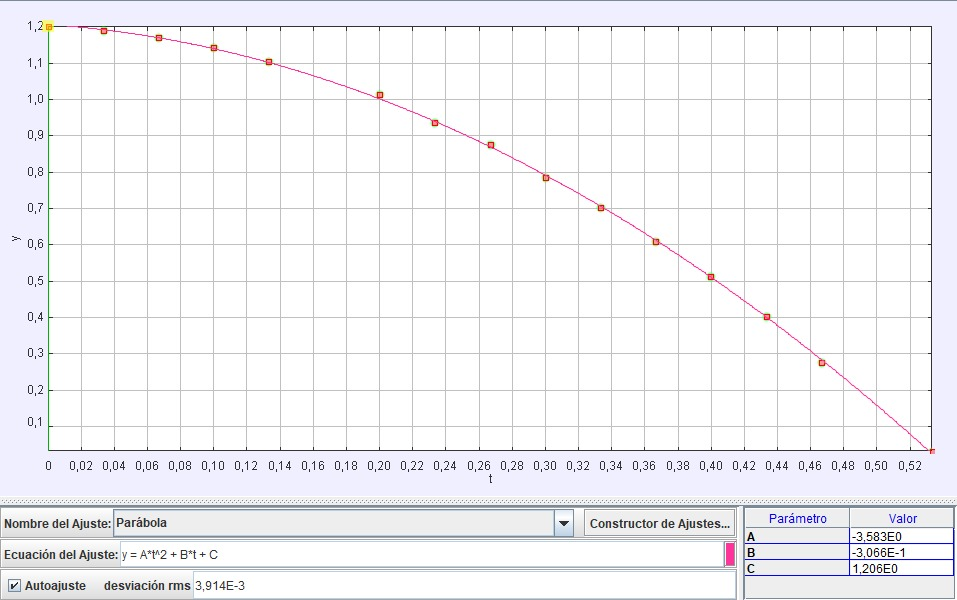 1,2
1,1
1,0
0,9
0,8
0,7
0,6
0,5
0,4
0,3
0,2
0,1
y
0 0,02 0,04 0,06 0,08 0,10 0,12 0,14 0,16 0,18 0,20 0,22 0,24 0,26 0,28 0,30 0,32 0,34 0,36 0,38 0,40 0,42 0,44 0,46 0,48 0,50 0,52
t
Nombre del Ajuste: Parábola Constructor de Ajustes...
Ecuación del Ajuste: y = A*t^2 + B*t + C
Autoajuste desviación rms 3,914E-3
Parámetro Valor
A -3,583E0
B -3,066E-1
C 1,206E0